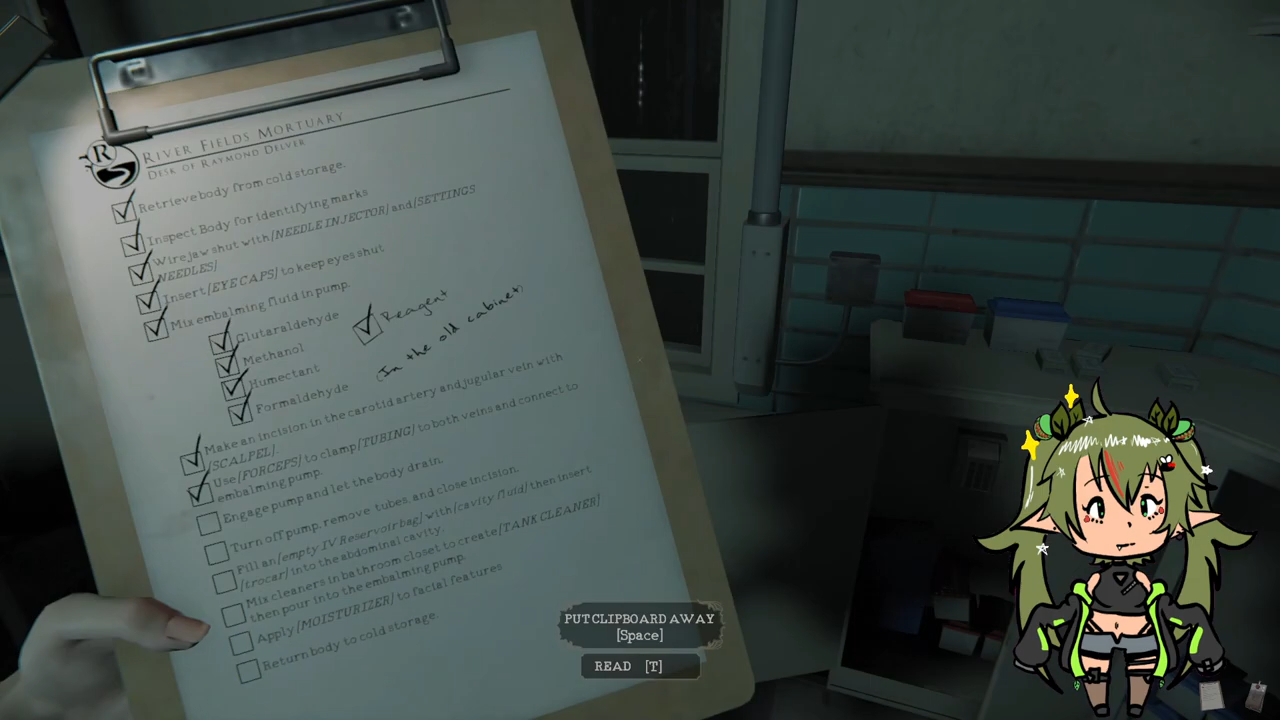 RIVER FIELDS MORTUARY
DESK OF RAYMOND DELVER
Retrieve body from cold storage.
Inspect Body for identifying marks
Wire jaw shut with [NEEDLE INJECTOR] and [SETTINGS
NEEDLES]
Insert [EYE CAPS] to keep eyes shut
Mix embalming fluid in pump.
Glutaraldehyde
Reagent
Methanol
(In the old cabinet)
Humectant
Formaldehyde
Make an incision in the carotid artery and jugular vein with
[SCALPEL].
Use [FORCEPS] to clamp [TUBING] to both veins and connect to
embalming pump.
Engage pump and let the body drain.
Turn off pump, remove tubes, and close incision.
Fill an [empty IV Reservoir bag] with [cavity fluid] then insert
[trocar] into the abdominal cavity.
Mix cleaners in bathroom closet to create [TANK CLEANER]
then pour into the embalming pump.
Apply [MOISTURIZER] to facial features
Return body to cold storage.
PUT CLIPBOARD AWAY
[Space]
READ [T]